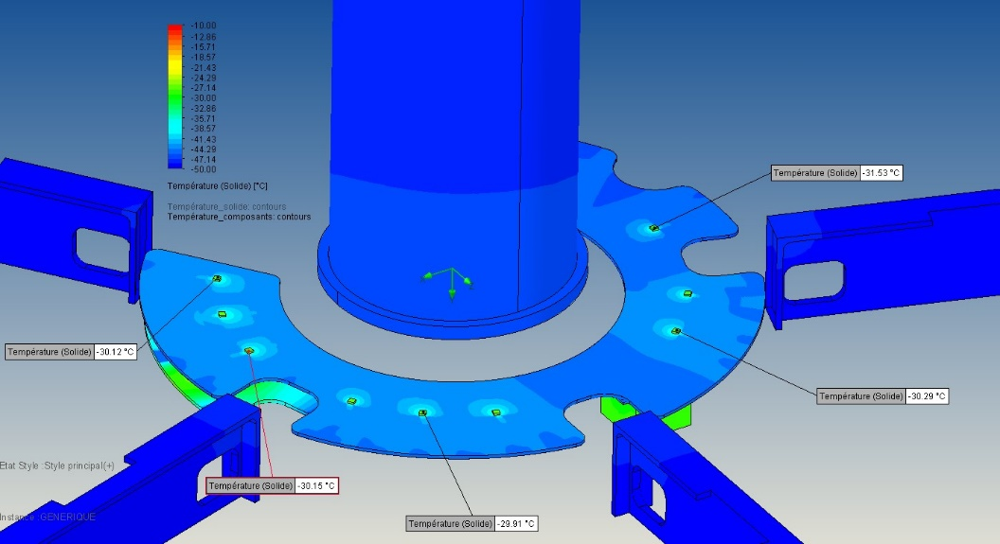 -10.00
-12.86
-15.71
-18.57
-21.43
-24.29
-27.14
-30.00
-32.86
-35.71
-38.57
-41.43
-44.29
-47.14
-50.00
Température (Solide) [°C]
Température_solide: contours
Température_composants: contours
Température (Solide) -31.53 °C
Température (Solide) -30.12 °C
Température (Solide) -30.29 °C
Etat Style :Style principal(+)
Température (Solide) -30.15 °C
Instance :GENERIQUE
Température (Solide) -29.91 °C